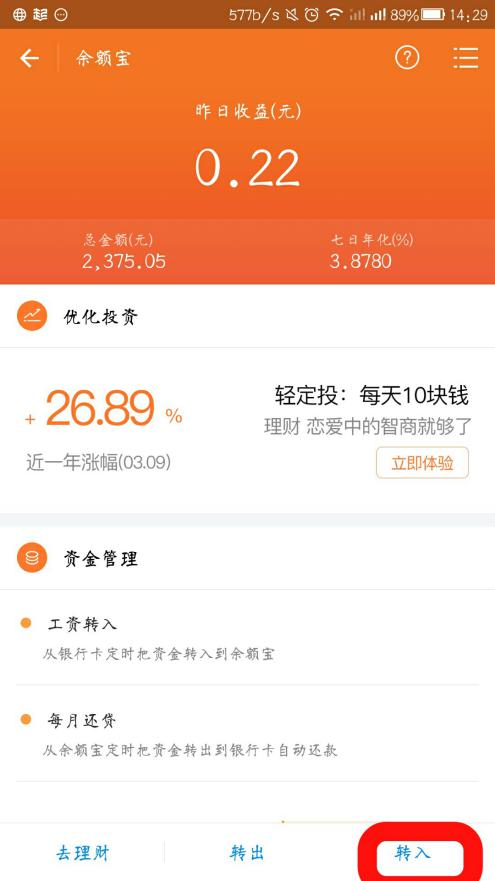 577b/s 89% 14:29
余额宝
昨日收益(元)
0.22
总金额(元) 七日年化(%)
2,375.05 3.8780
优化投资
+ 26.89 %
近一年涨幅(03.09)
轻定投：每天10块钱
理财 恋爱中的智商就够了
立即体验
资金管理
工资转入
从银行卡定时把资金转入到余额宝
每月还贷
从余额宝定时把资金转出到银行卡自动还款
去理财 转出 转入